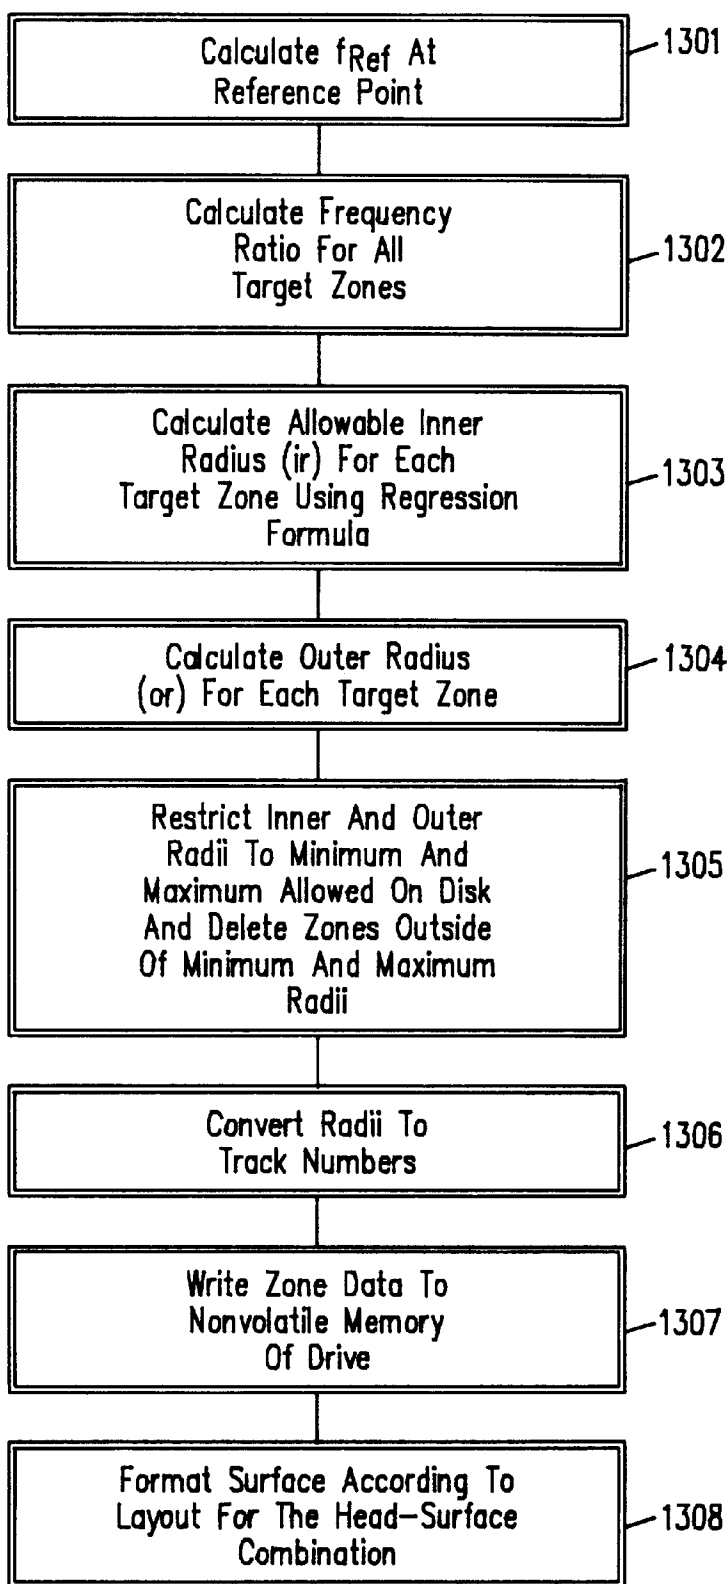 Calculate fRef At
Reference Point
1301
Calculate Frequency
Ratio For All
Target Zones
1302
Calculate Allowable Inner
Radius (ir) For Each
Target Zone Using Regression
Formula
1303
Calculate Outer Radius
(or) For Each Target Zone
1304
Restrict Inner And Outer
Radii To Minimum And
Maximum Allowed On Disk
And Delete Zones Outside
Of Minimum And Maximum
Radii
1305
Convert Radii To
Track Numbers
1306
Write Zone Data To
Nonvolatile Memory
Of Drive
1307
Format Surface According To
Layout For The Head-Surface
Combination
1308